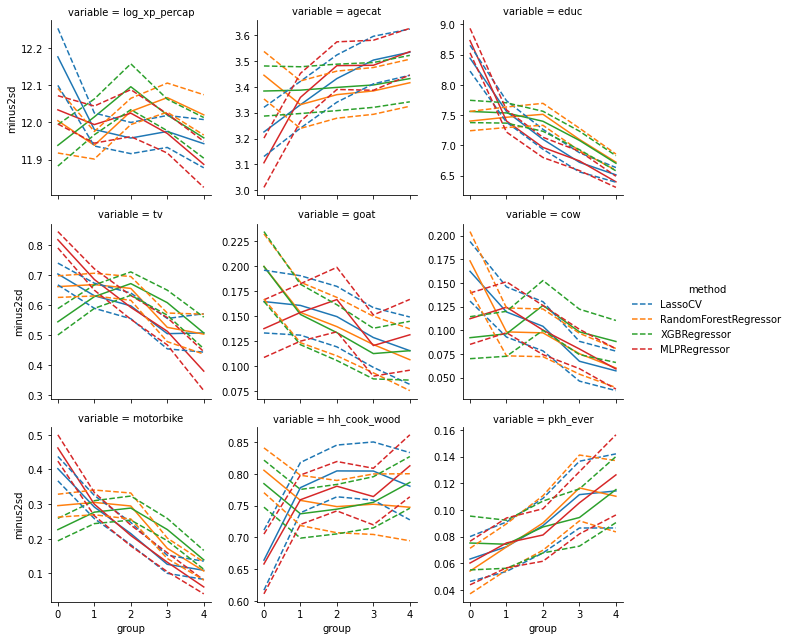 variable = log_xp_percap
variable = agecat
variable = educ
minus2sd
12.2
12.1
12.0
11.9
3.6
3.5
3.4
3.3
3.2
3.1
3.0
9.0
8.5
8.0
7.5
7.0
6.5
variable = tv
variable = goat
variable = cow
minus2sd
0.8
0.7
0.6
0.5
0.4
0.3
0.225
0.200
0.175
0.150
0.125
0.100
0.075
0.200
0.175
0.150
0.125
0.100
0.075
0.050
method
LassoCV
RandomForestRegressor
XGBRegressor
MLPRegressor
variable = motorbike
variable = hh_cook_wood
variable = pkh_ever
minus2sd
0.5
0.4
0.3
0.2
0.1
0.85
0.80
0.75
0.70
0.65
0.60
0.16
0.14
0.12
0.10
0.08
0.06
0.04
0 1 2 3 4
0 1 2 3 4
0 1 2 3 4
group
group
group